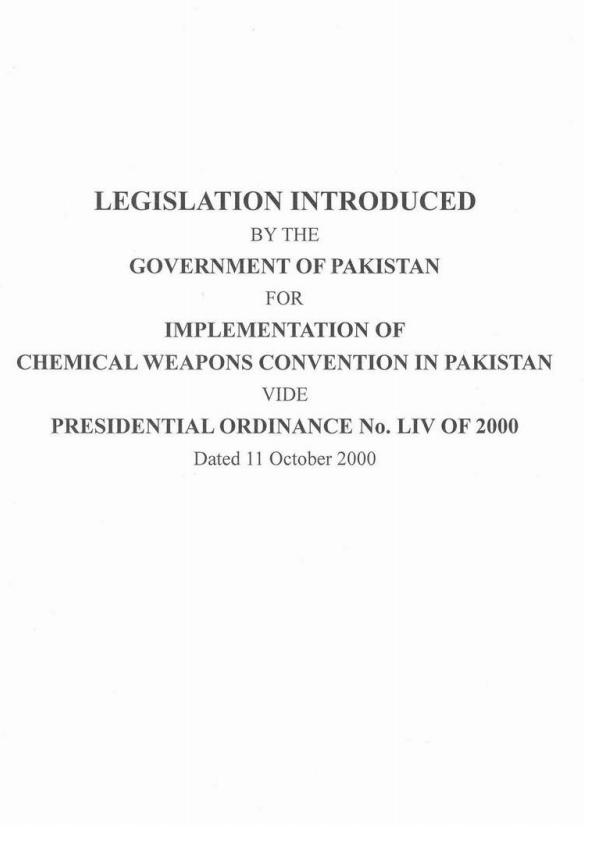 LEGISLATION INTRODUCED
BY THE
GOVERNMENT OF PAKISTAN
FOR
IMPLEMENTATION OF
CHEMICAL WEAPONS CONVENTION IN PAKISTAN
VIDE
PRESIDENTIAL ORDINANCE No. LIV OF 2000
Dated 11 October 2000